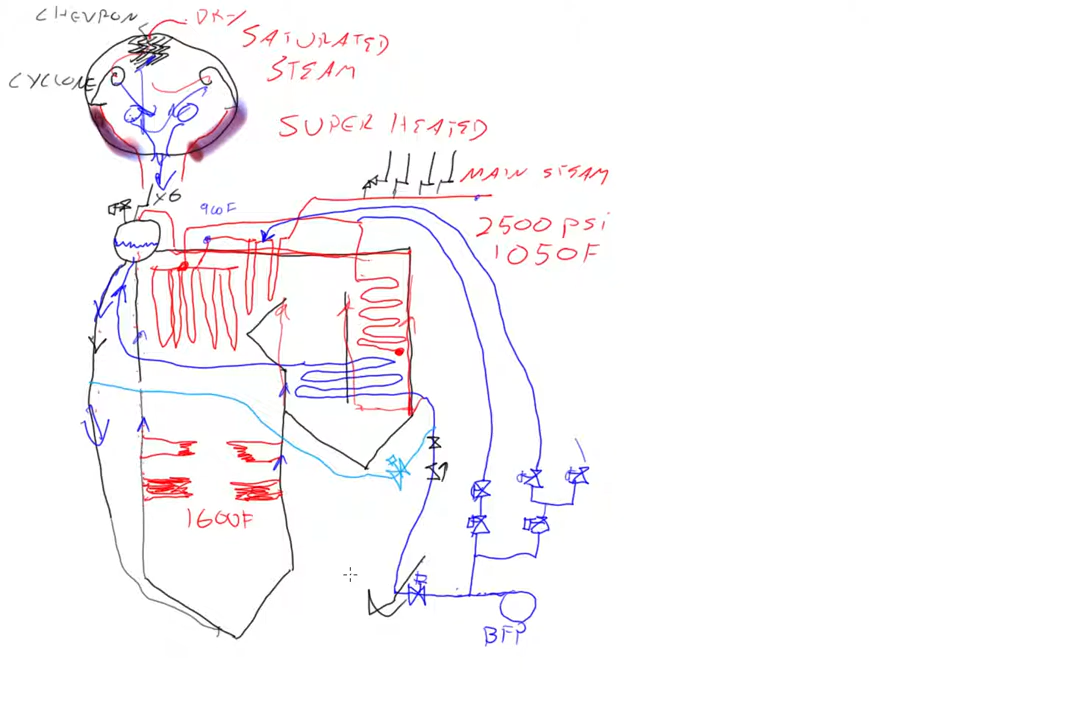 CHEVRON
DRY
SATURATED
STEAM
CYCLONE
SUPER HEATED
MAIN STEAM
X6
900F
2500 PSI
1050F
1600F
BFP